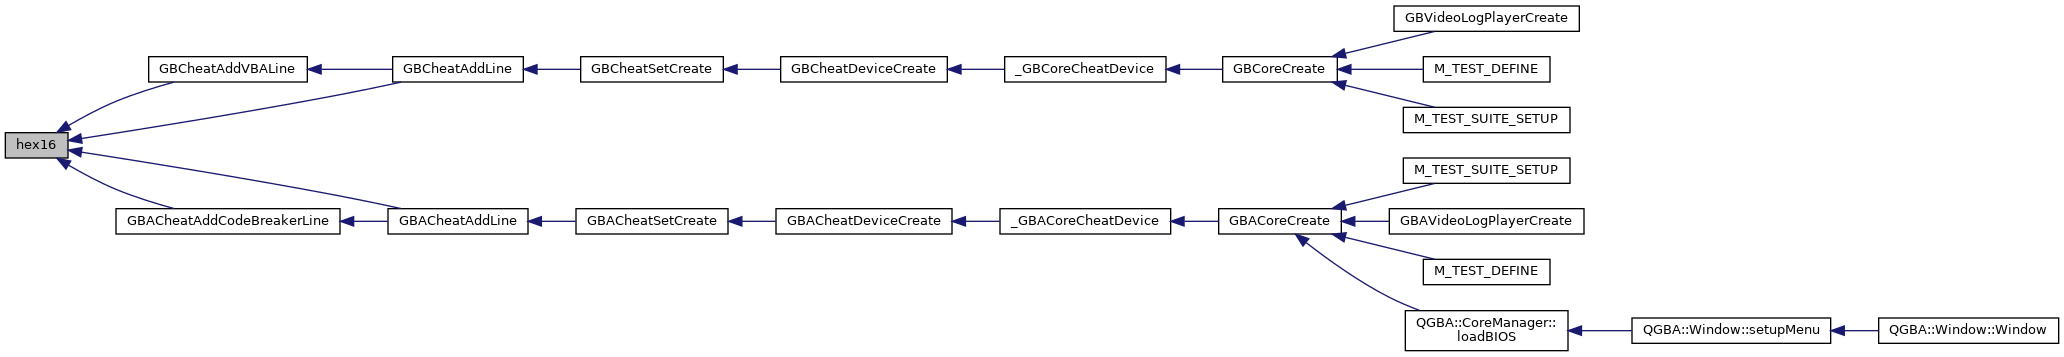 GBVideoLogPlayerCreate
GBCheatAddVBALine
GBCheatAddLine
GBCheatSetCreate
GBCheatDeviceCreate
_GBCoreCheatDevice
GBCoreCreate
M_TEST_DEFINE
M_TEST_SUITE_SETUP
hex16
M_TEST_SUITE_SETUP
GBACheatAddCodeBreakerLine
GBACheatAddLine
GBACheatSetCreate
GBACheatDeviceCreate
_GBACoreCheatDevice
GBACoreCreate
GBAVideoLogPlayerCreate
M_TEST_DEFINE
QGBA::CoreManager::
loadBIOS
QGBA::Window::setupMenu
QGBA::Window::Window